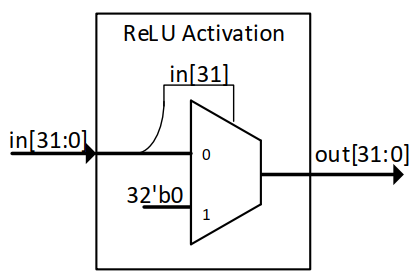 ReLU Activation
in[31]
in[31:0]
0
out[31:0]
32'b0
1